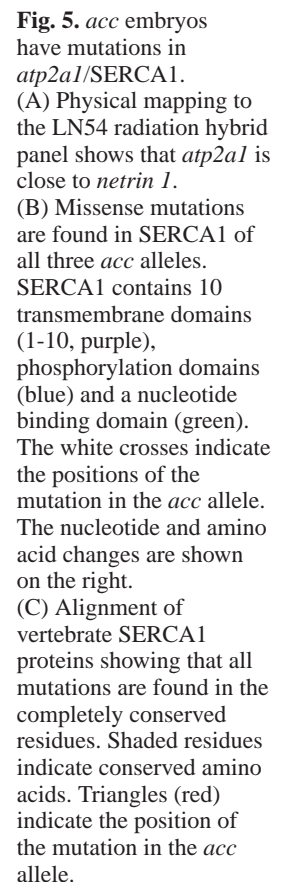 Fig. 5. acc embryos
have mutations in
atp2a1/SERCA1.
(A) Physical mapping to
the LN54 radiation hybrid
panel shows that atp2a1 is
close to netrin 1.
(B) Missense mutations
are found in SERCA1 of
all three acc alleles.
SERCA1 contains 10
transmembrane domains
(1-10, purple),
phosphorylation domains
(blue) and a nucleotide
binding domain (green).
The white crosses indicate
the positions of the
mutation in the acc allele.
The nucleotide and amino
acid changes are shown
on the right.
(C) Alignment of
vertebrate SERCA1
proteins showing that all
mutations are found in the
completely conserved
residues. Shaded residues
indicate conserved amino
acids. Triangles (red)
indicate the position of
the mutation in the acc
allele.